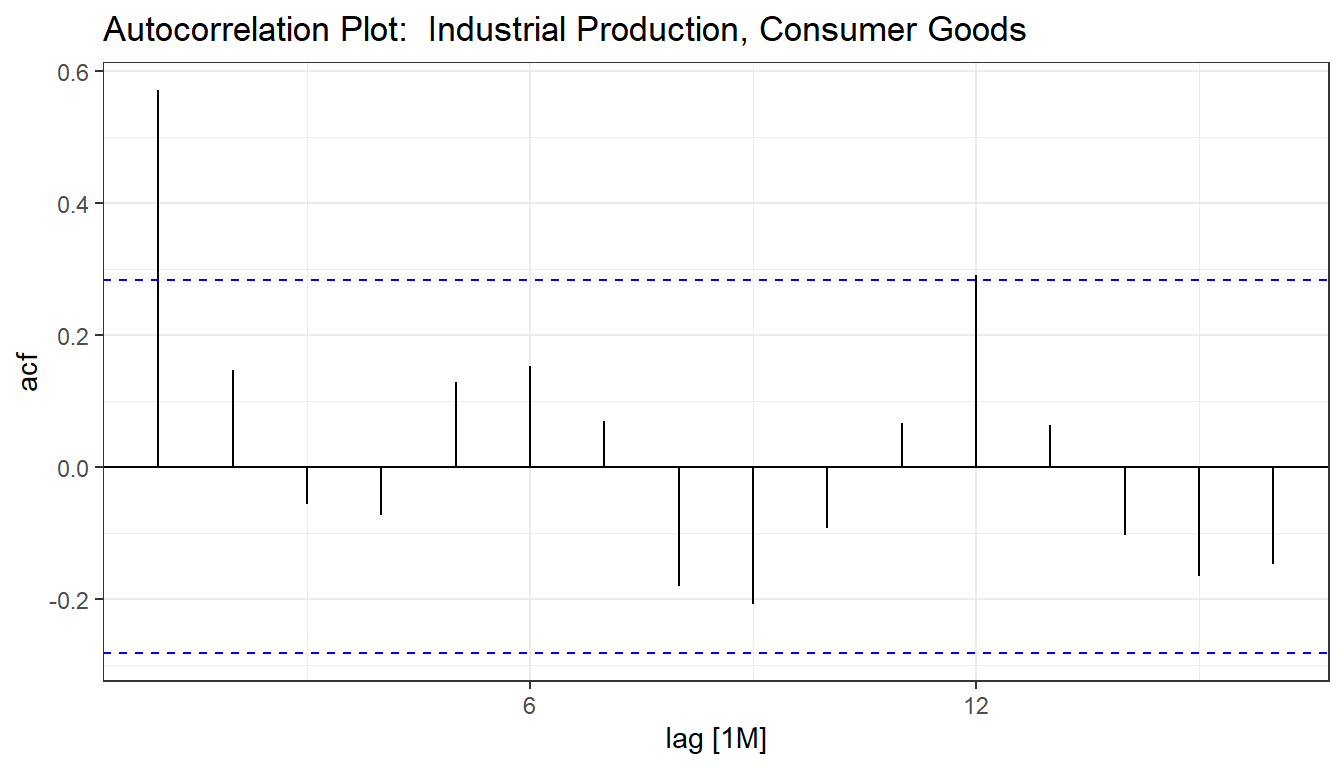 Autocorrelation Plot:  Industrial Production, Consumer Goods
0.6
0.4
0.2
0.0
-0.2
acf
6 12
lag [1M]